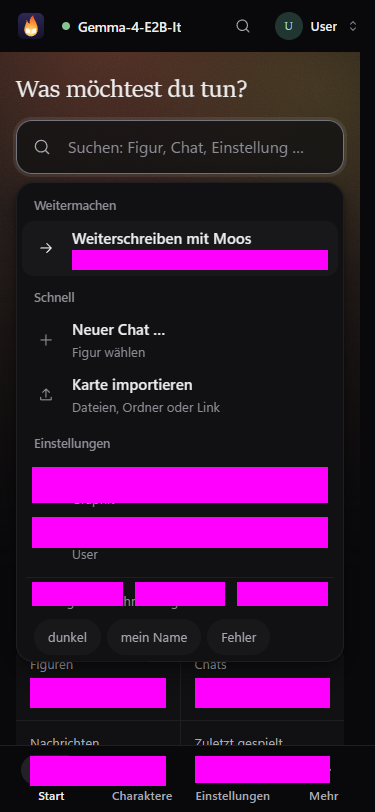 Gemma-4-E2B-It
U
User
Was möchtest du tun?
Suchen: Figur, Chat, Einstellung ...
Weitermachen
Weiterschreiben mit Moos
Schnell
Neuer Chat ...
Figur wählen
Karte importieren
Dateien, Ordner oder Link
Einstellungen
User
dunkel
mein Name
Fehler
Figuren
Chats
Nachrichten
Zuletzt gespielt
Start
Charaktere
Einstellungen
Mehr